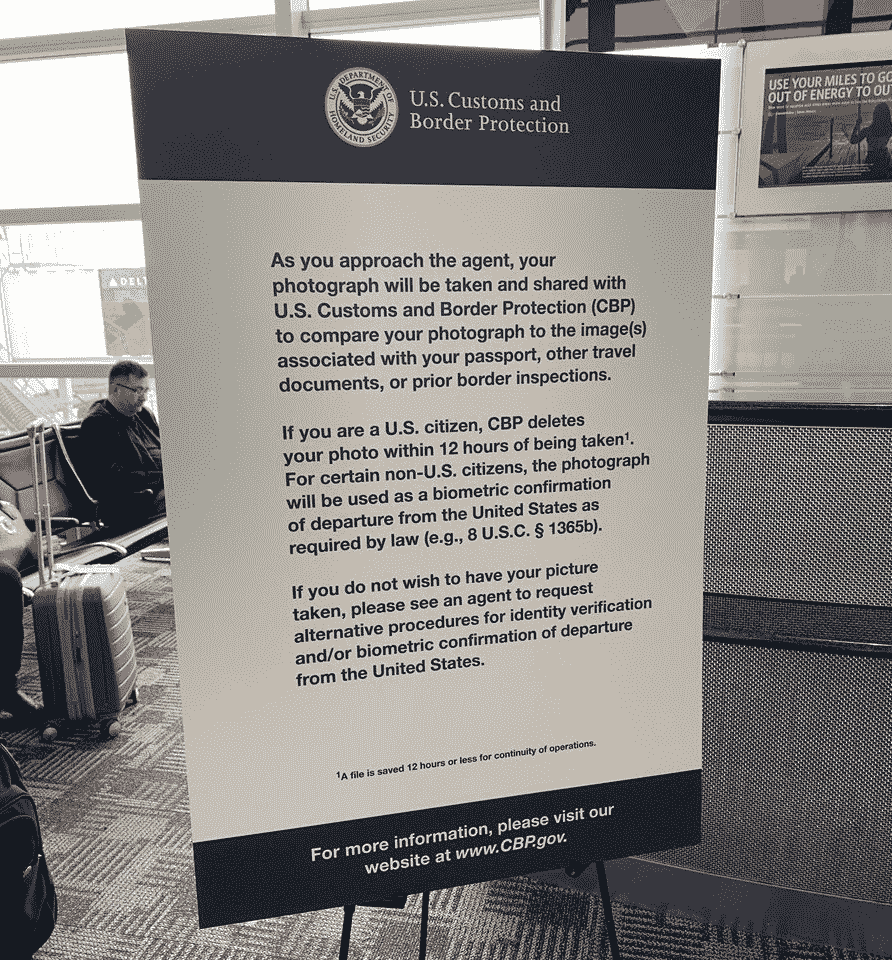 U.S. DEPARTMENT OF
HOMELAND SECURITY
U.S. Customs and
Border Protection
As you approach the agent, your
photograph will be taken and shared with
U.S. Customs and Border Protection (CBP)
to compare your photograph to the image(s)
associated with your passport, other travel
documents, or prior border inspections.
If you are a U.S. citizen, CBP deletes
your photo within 12 hours of being taken¹.
For certain non-U.S. citizens, the photograph
will be used as a biometric confirmation
of departure from the United States as
required by law (e.g., 8 U.S.C. § 1365b).
If you do not wish to have your picture
taken, please see an agent to request
alternative procedures for identity verification
and/or biometric confirmation of departure
from the United States.
¹A file is saved 12 hours or less for continuity of operations.
For more information, please visit our
website at www.CBP.gov.
USE YOUR MILES TO GO
OUT OF ENERGY TO OUT
DELT